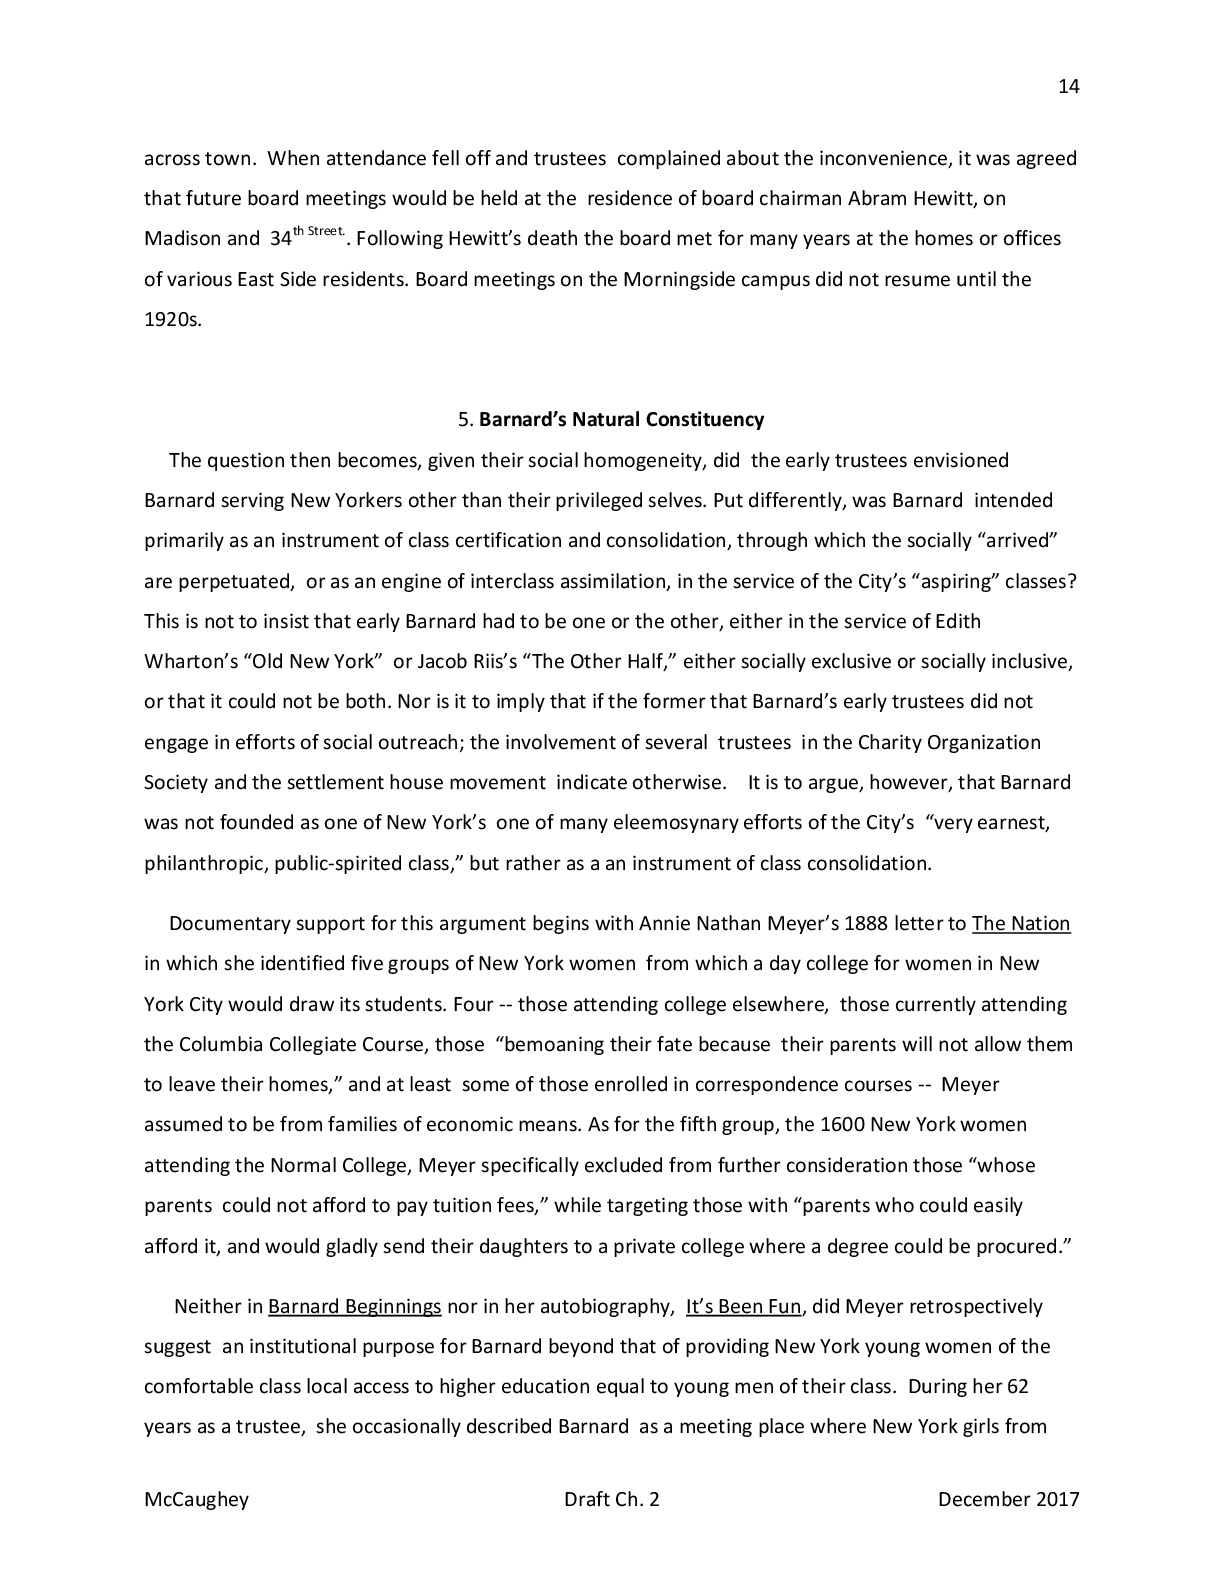 14
across town.  When attendance fell off and trustees  complained about the inconvenience, it was agreed
that future board meetings would be held at the  residence of board chairman Abram Hewitt, on
Madison and  34th Street.. Following Hewitt’s death the board met for many years at the homes or offices
of various East Side residents. Board meetings on the Morningside campus did not resume until the
1920s.
5. Barnard’s Natural Constituency
The question then becomes, given their social homogeneity, did  the early trustees envisioned
Barnard serving New Yorkers other than their privileged selves. Put differently, was Barnard  intended
primarily as an instrument of class certification and consolidation, through which the socially “arrived”
are perpetuated,  or as an engine of interclass assimilation, in the service of the City’s “aspiring” classes?
This is not to insist that early Barnard had to be one or the other, either in the service of Edith
Wharton’s “Old New York”  or Jacob Riis’s “The Other Half,” either socially exclusive or socially inclusive,
or that it could not be both. Nor is it to imply that if the former that Barnard’s early trustees did not
engage in efforts of social outreach; the involvement of several  trustees  in the Charity Organization
Society and the settlement house movement  indicate otherwise.    It is to argue, however, that Barnard
was not founded as one of New York’s  one of many eleemosynary efforts of the City’s  “very earnest,
philanthropic, public-spirited class,” but rather as a an instrument of class consolidation.
Documentary support for this argument begins with Annie Nathan Meyer’s 1888 letter to The Nation
in which she identified five groups of New York women  from which a day college for women in New
York City would draw its students. Four -- those attending college elsewhere,  those currently attending
the Columbia Collegiate Course, those  “bemoaning their fate because  their parents will not allow them
to leave their homes,” and at least  some of those enrolled in correspondence courses --  Meyer
assumed to be from families of economic means. As for the fifth group, the 1600 New York women
attending the Normal College, Meyer specifically excluded from further consideration those “whose
parents  could not afford to pay tuition fees,” while targeting those with “parents who could easily
afford it, and would gladly send their daughters to a private college where a degree could be procured.”
Neither in Barnard Beginnings nor in her autobiography,  It’s Been Fun, did Meyer retrospectively
suggest  an institutional purpose for Barnard beyond that of providing New York young women of the
comfortable class local access to higher education equal to young men of their class.  During her 62
years as a trustee,  she occasionally described Barnard  as a meeting place where New York girls from
McCaughey Draft Ch. 2 December 2017